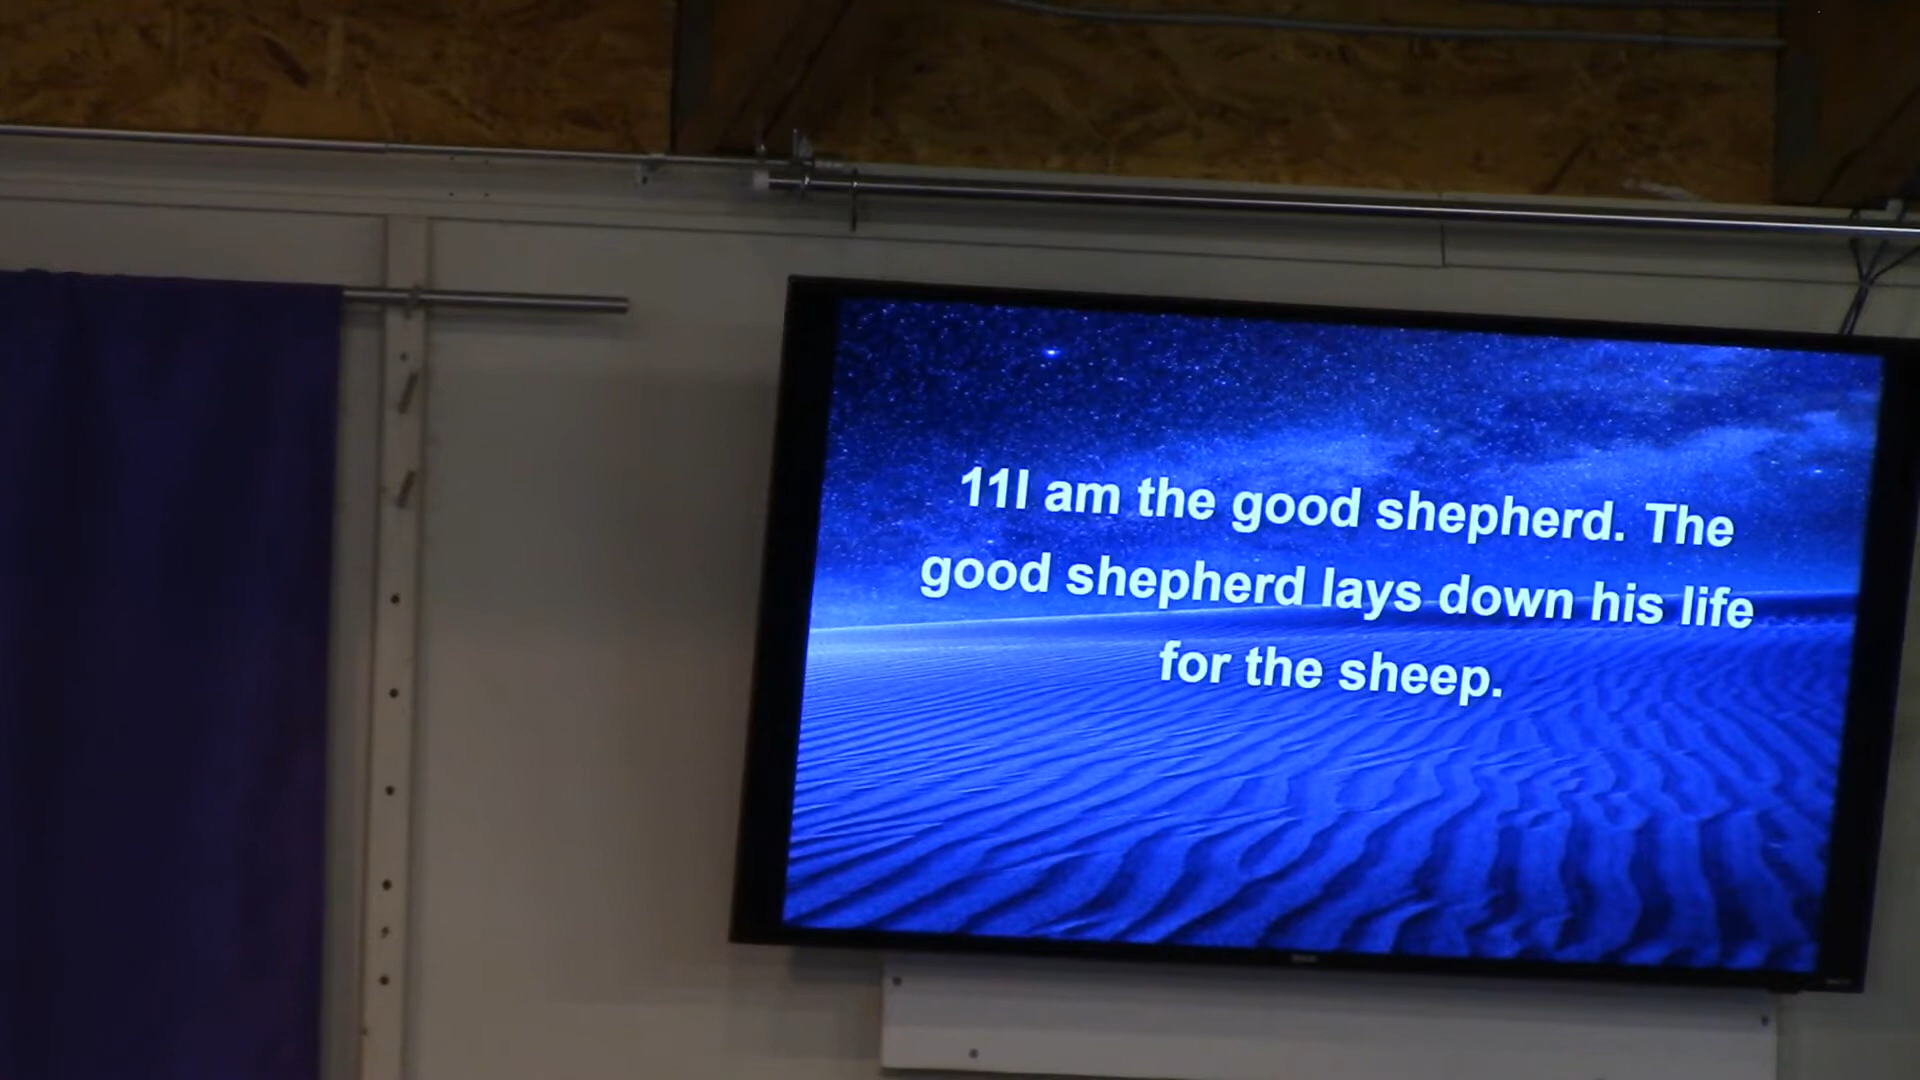 11I am the good shepherd. The
good shepherd lays down his life
for the sheep.